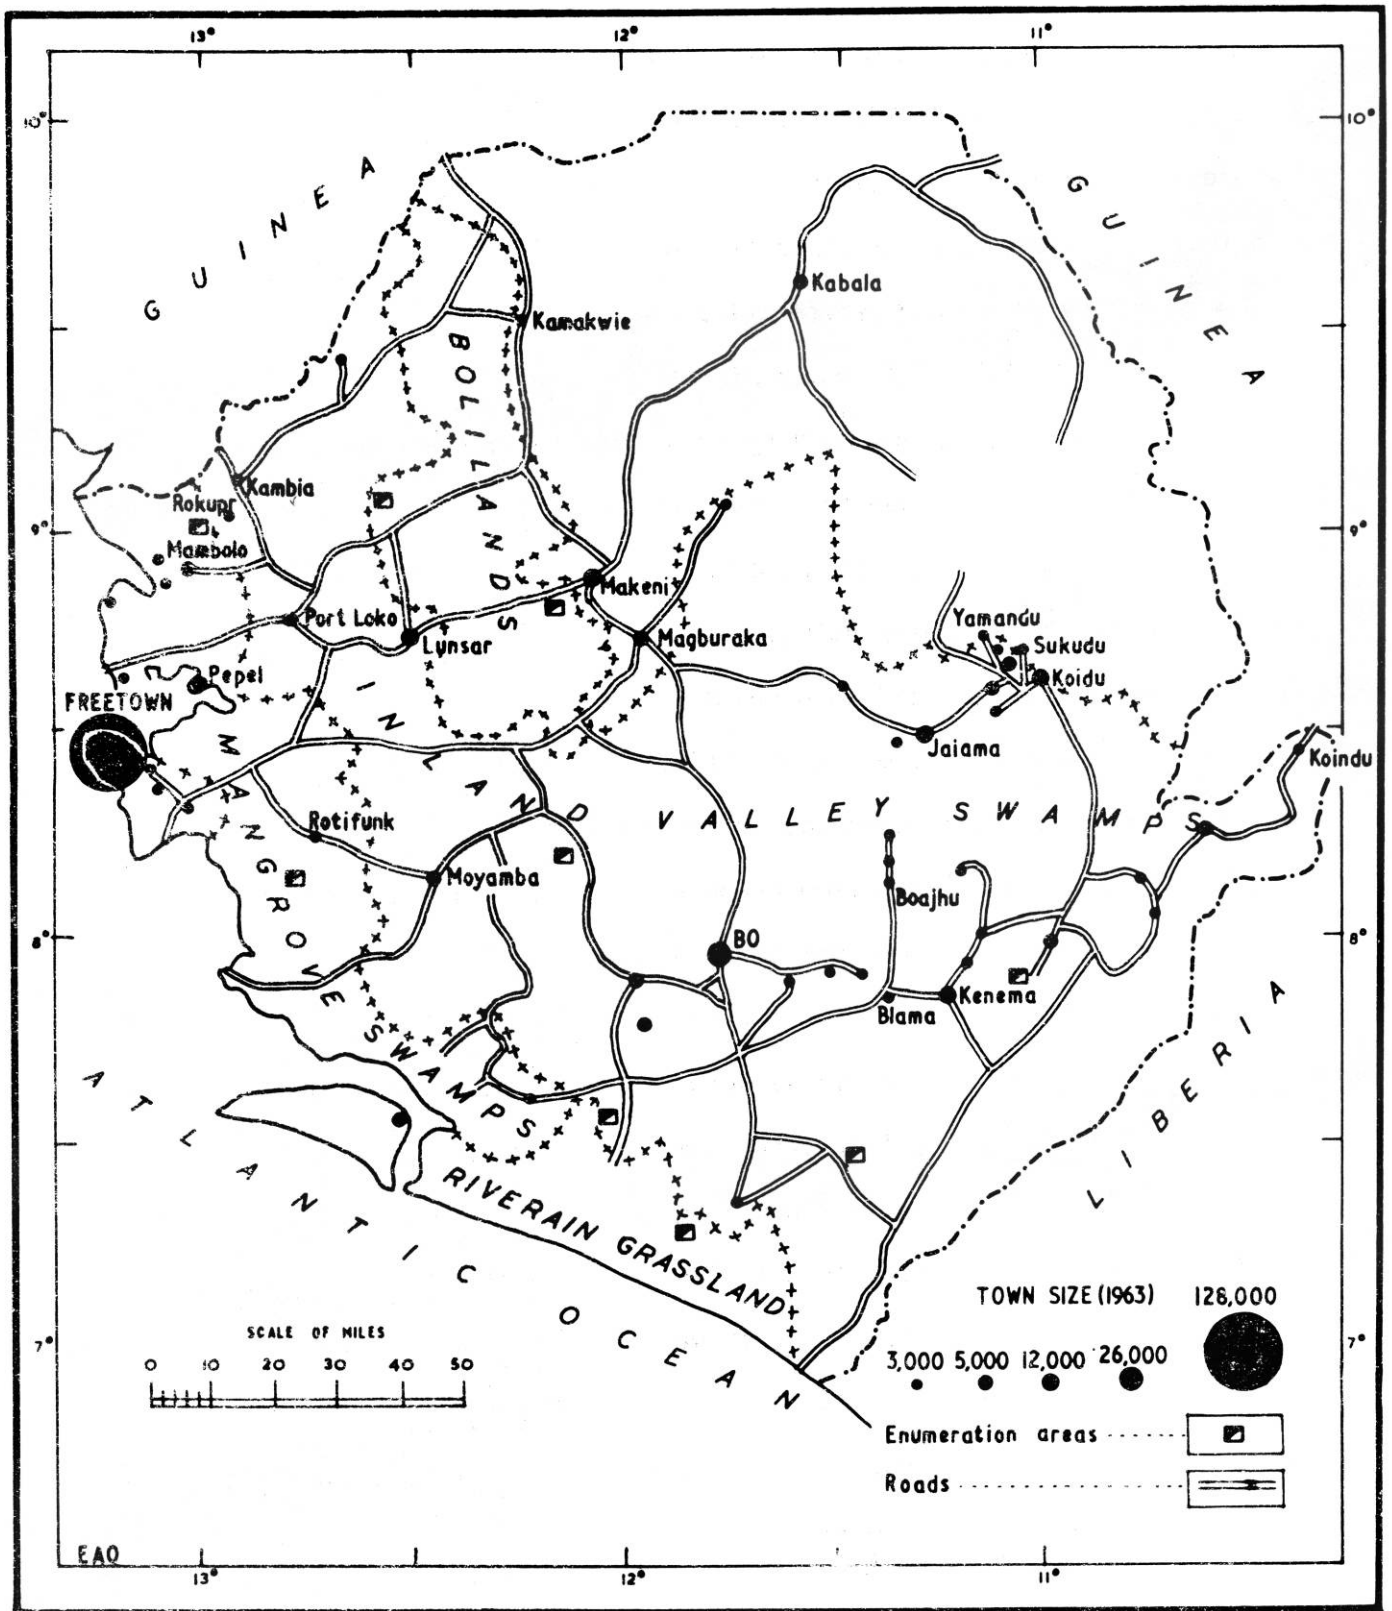 13°
12°
11°
10°
10°
GUINEA
GUINEA
Kabala
Kamakwie
BOLILANDS
Kambia
Rokupr
9°
9°
Mambolo
Makeni
Port Loko
Lunsar
Magburaka
Yamandu
Sukudu
Koidu
Pepel
FREETOWN
Jaiama
Koindu
INLAND VALLEY SWAMPS
Rotifunk
MANGROVE SWAMPS
Moyamba
Boajhu
8°
8°
BO
Kenema
Blama
ATLANTIC OCEAN
LIBERIA
RIVERAIN GRASSLAND
TOWN SIZE (1963)
128,000
3,000 5,000 12,000 26,000
SCALE OF MILES
0 10 20 30 40 50
7°
7°
Enumeration areas
Roads
EAO
13°
12°
11°